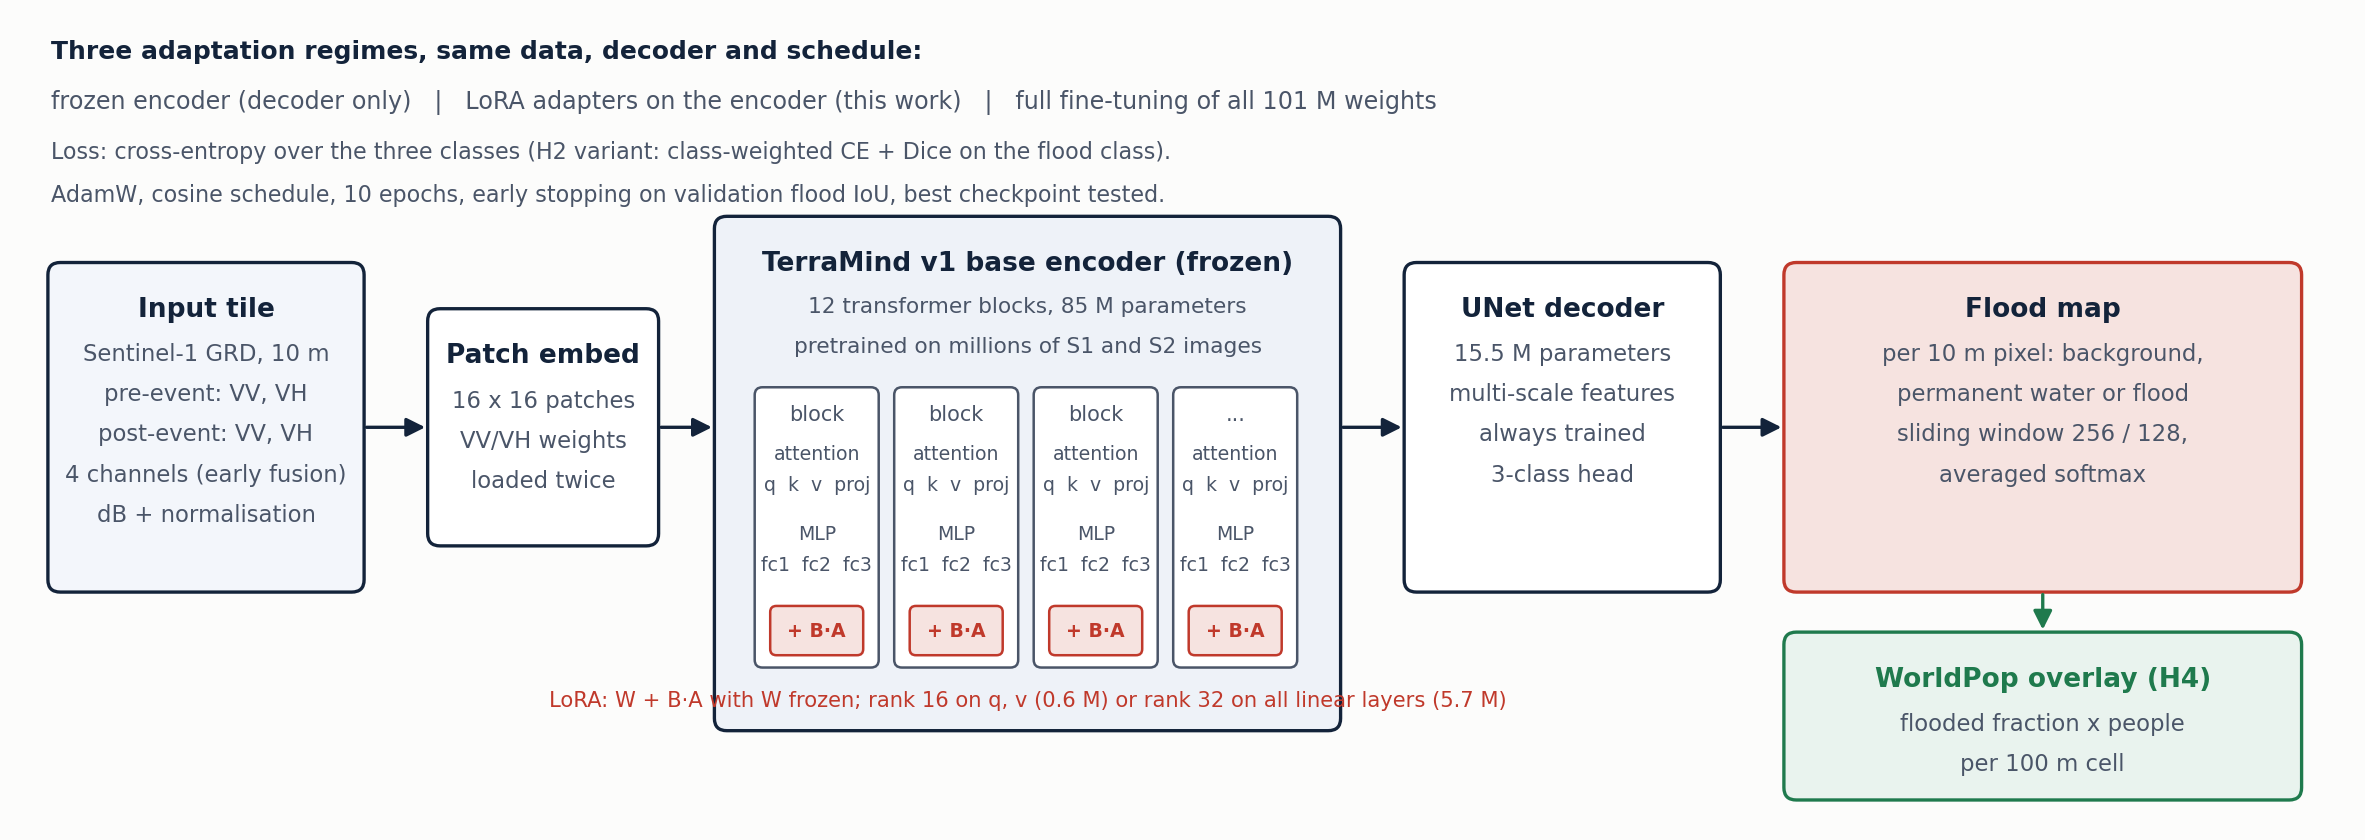 Three adaptation regimes, same data, decoder and schedule:
frozen encoder (decoder only) | LoRA adapters on the encoder (this work) | full fine-tuning of all 101 M weights
Loss: cross-entropy over the three classes (H2 variant: class-weighted CE + Dice on the flood class).
AdamW, cosine schedule, 10 epochs, early stopping on validation flood IoU, best checkpoint tested.
Input tile
Sentinel-1 GRD, 10 m
pre-event: VV, VH
post-event: VV, VH
4 channels (early fusion)
dB + normalisation
Patch embed
16 x 16 patches
VV/VH weights
loaded twice
TerraMind v1 base encoder (frozen)
12 transformer blocks, 85 M parameters
pretrained on millions of S1 and S2 images
block
attention
q k v proj
MLP
fc1 fc2 fc3
+ B·A
block
attention
q k v proj
MLP
fc1 fc2 fc3
+ B·A
block
attention
q k v proj
MLP
fc1 fc2 fc3
+ B·A
...
attention
q k v proj
MLP
fc1 fc2 fc3
+ B·A
LoRA: W + B·A with W frozen; rank 16 on q, v (0.6 M) or rank 32 on all linear layers (5.7 M)
UNet decoder
15.5 M parameters
multi-scale features
always trained
3-class head
Flood map
per 10 m pixel: background,
permanent water or flood
sliding window 256 / 128,
averaged softmax
WorldPop overlay (H4)
flooded fraction x people
per 100 m cell